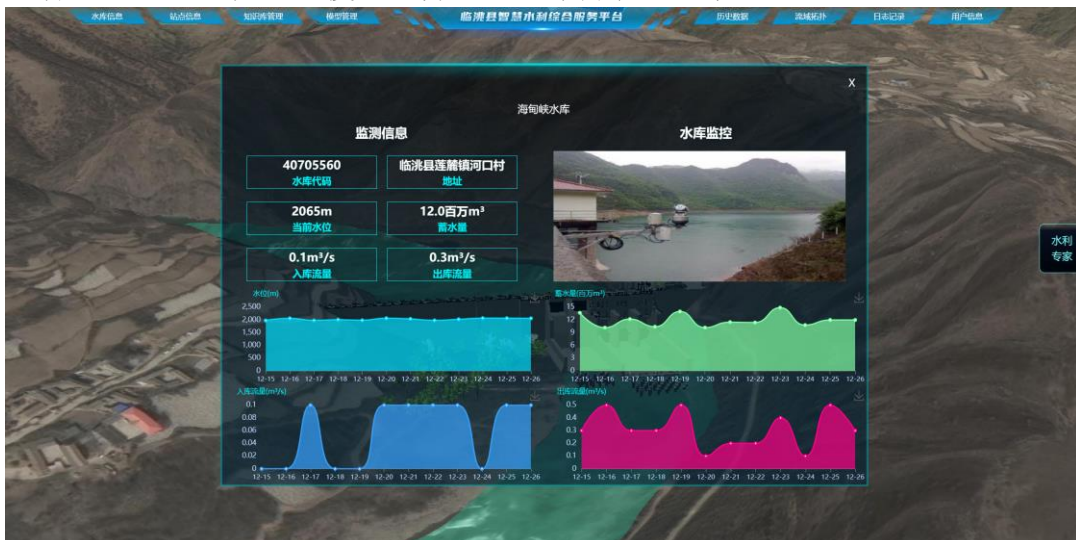 水库信息 站点信息 知识库管理 模型管理 临洮县智慧水利综合服务平台 历史数据 流域拓扑 日志记录 用户信息
X
海甸峡水库
监测信息
水库监控
40705560
水库代码
临洮县莲麓镇河口村
地址
2065m
当前水位
12.0百万m³
蓄水量
0.1m³/s
入库流量
0.3m³/s
出库流量
水利
专家
水位(m)
2,500
2,000
1,500
1,000
500
0
12-15 12-16 12-17 12-18 12-19 12-20 12-21 12-22 12-23 12-24 12-25 12-26
蓄水量(百万m³)
15
12
9
6
3
0
12-15 12-16 12-17 12-18 12-19 12-20 12-21 12-22 12-23 12-24 12-25 12-26
入库流量(m³/s)
0.1
0.08
0.06
0.04
0.02
0
12-15 12-16 12-17 12-18 12-19 12-20 12-21 12-22 12-23 12-24 12-25 12-26
出库流量(m³/s)
0.5
0.4
0.3
0.2
0.1
0
12-15 12-16 12-17 12-18 12-19 12-20 12-21 12-22 12-23 12-24 12-25 12-26